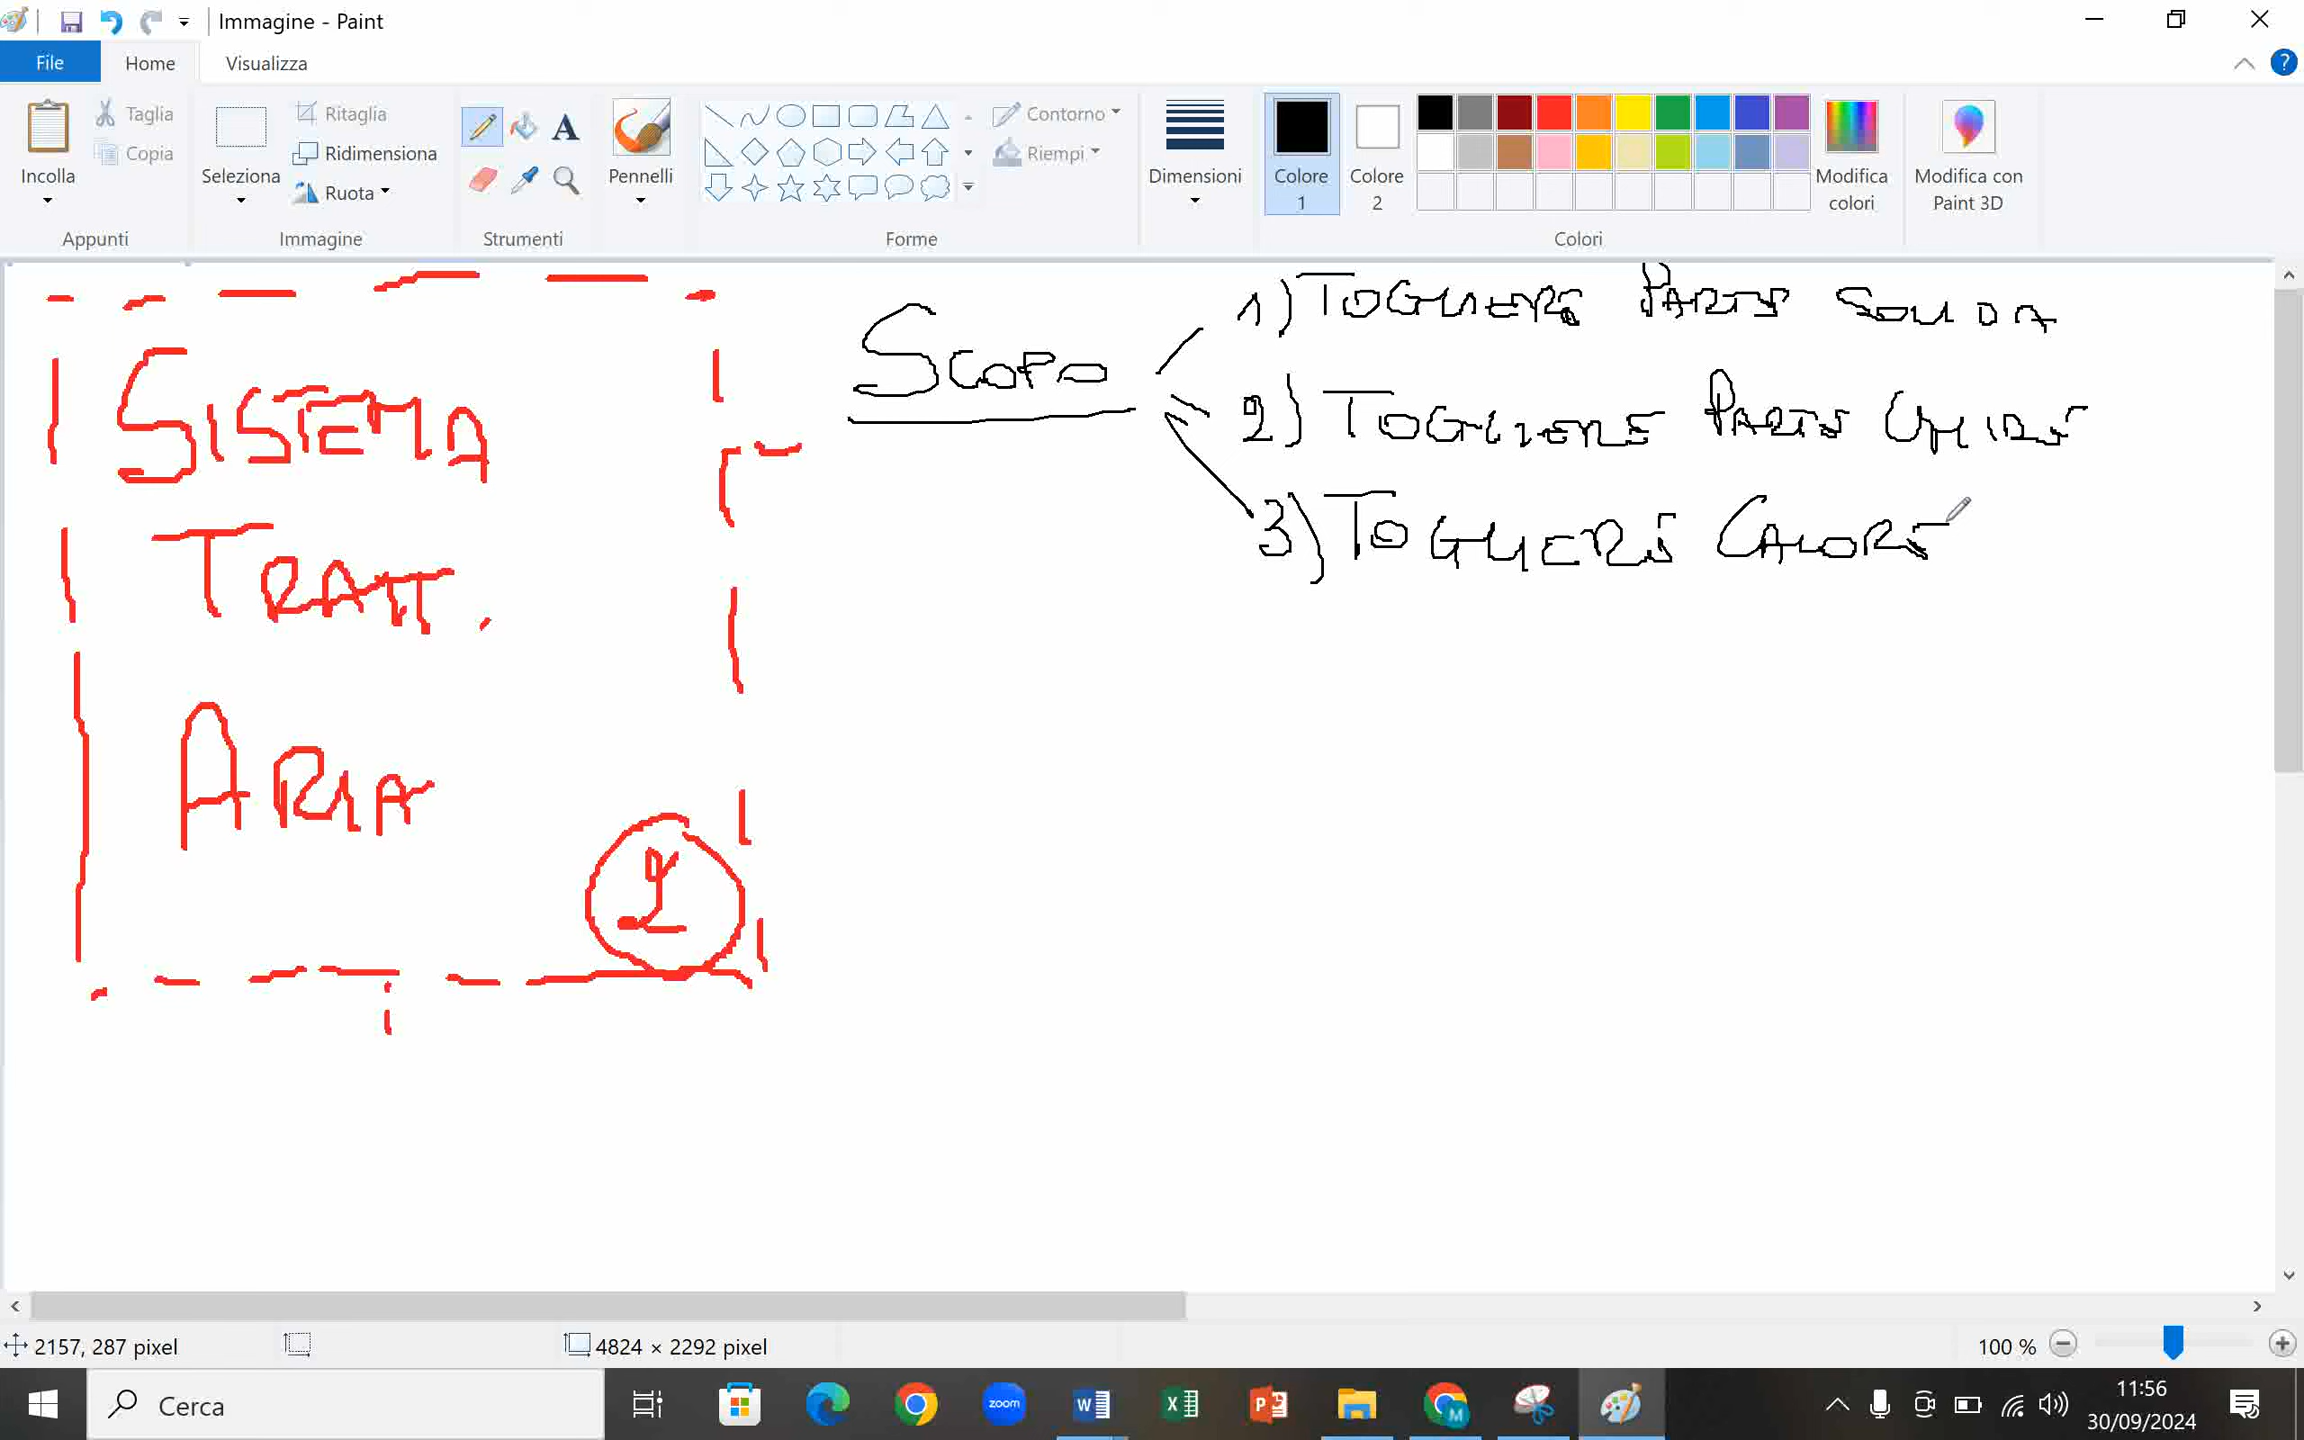 Immagine - Paint
File Home Visualizza
Incolla Taglia Copia Appunti
Seleziona Ritaglia Ridimensiona Ruota Immagine
A Strumenti
Pennelli
Contorno Riempi Forme
Dimensioni
Colore 1 Colore 2 Colori
Modifica colori
Modifica con Paint 3D
SISTEMA
TRATT.
ARIA
2
SCOPO
1) TOGLIERE PARTE SOLIDA
2) TOGLIERE PARTE UMIDE
3) TOGLIERE CALORE
2157, 287 pixel 4824 × 2292 pixel 100 %
Cerca zoom W X P M 11:56
30/09/2024